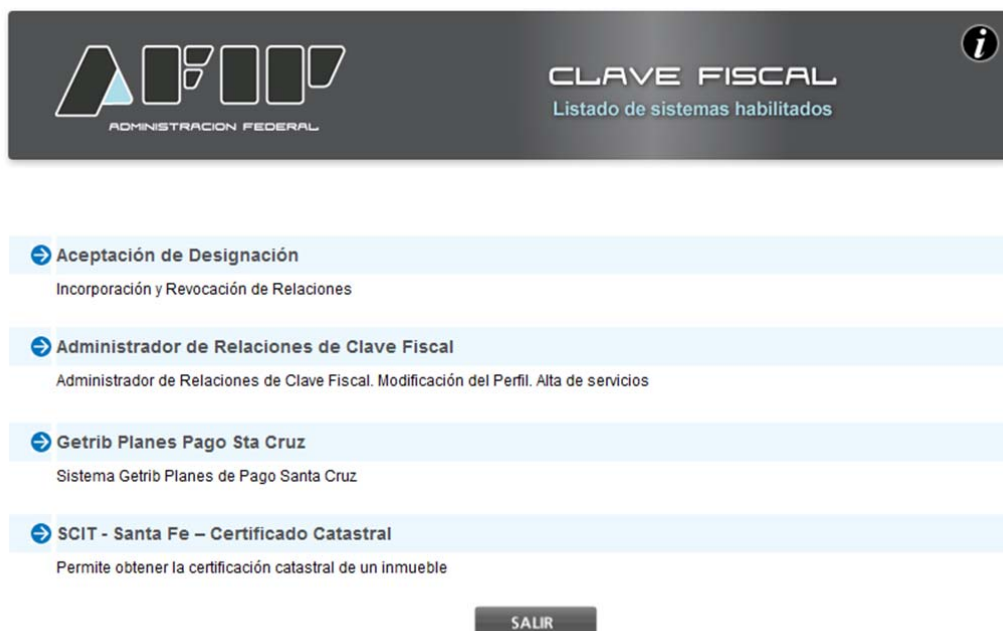 AFIP
ADMINISTRACION FEDERAL
CLAVE FISCAL
Listado de sistemas habilitados
i
Aceptación de Designación
Incorporación y Revocación de Relaciones
Administrador de Relaciones de Clave Fiscal
Administrador de Relaciones de Clave Fiscal. Modificación del Perfil. Alta de servicios
Getrib Planes Pago Sta Cruz
Sistema Getrib Planes de Pago Santa Cruz
SCIT - Santa Fe – Certificado Catastral
Permite obtener la certificación catastral de un inmueble
SALIR